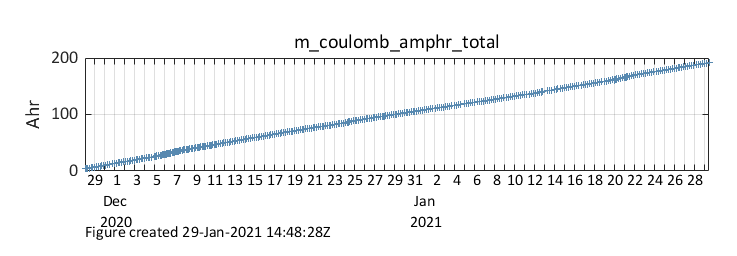 m_coulomb_amphr_total
Ahr
200
100
0
29 1 3 5 7 9 11 13 15 17 19 21 23 25 27 29 31 2 4 6 8 10 12 14 16 18 20 22 24 26 28
Dec Jan
2020 2021
Figure created 29-Jan-2021 14:48:28Z